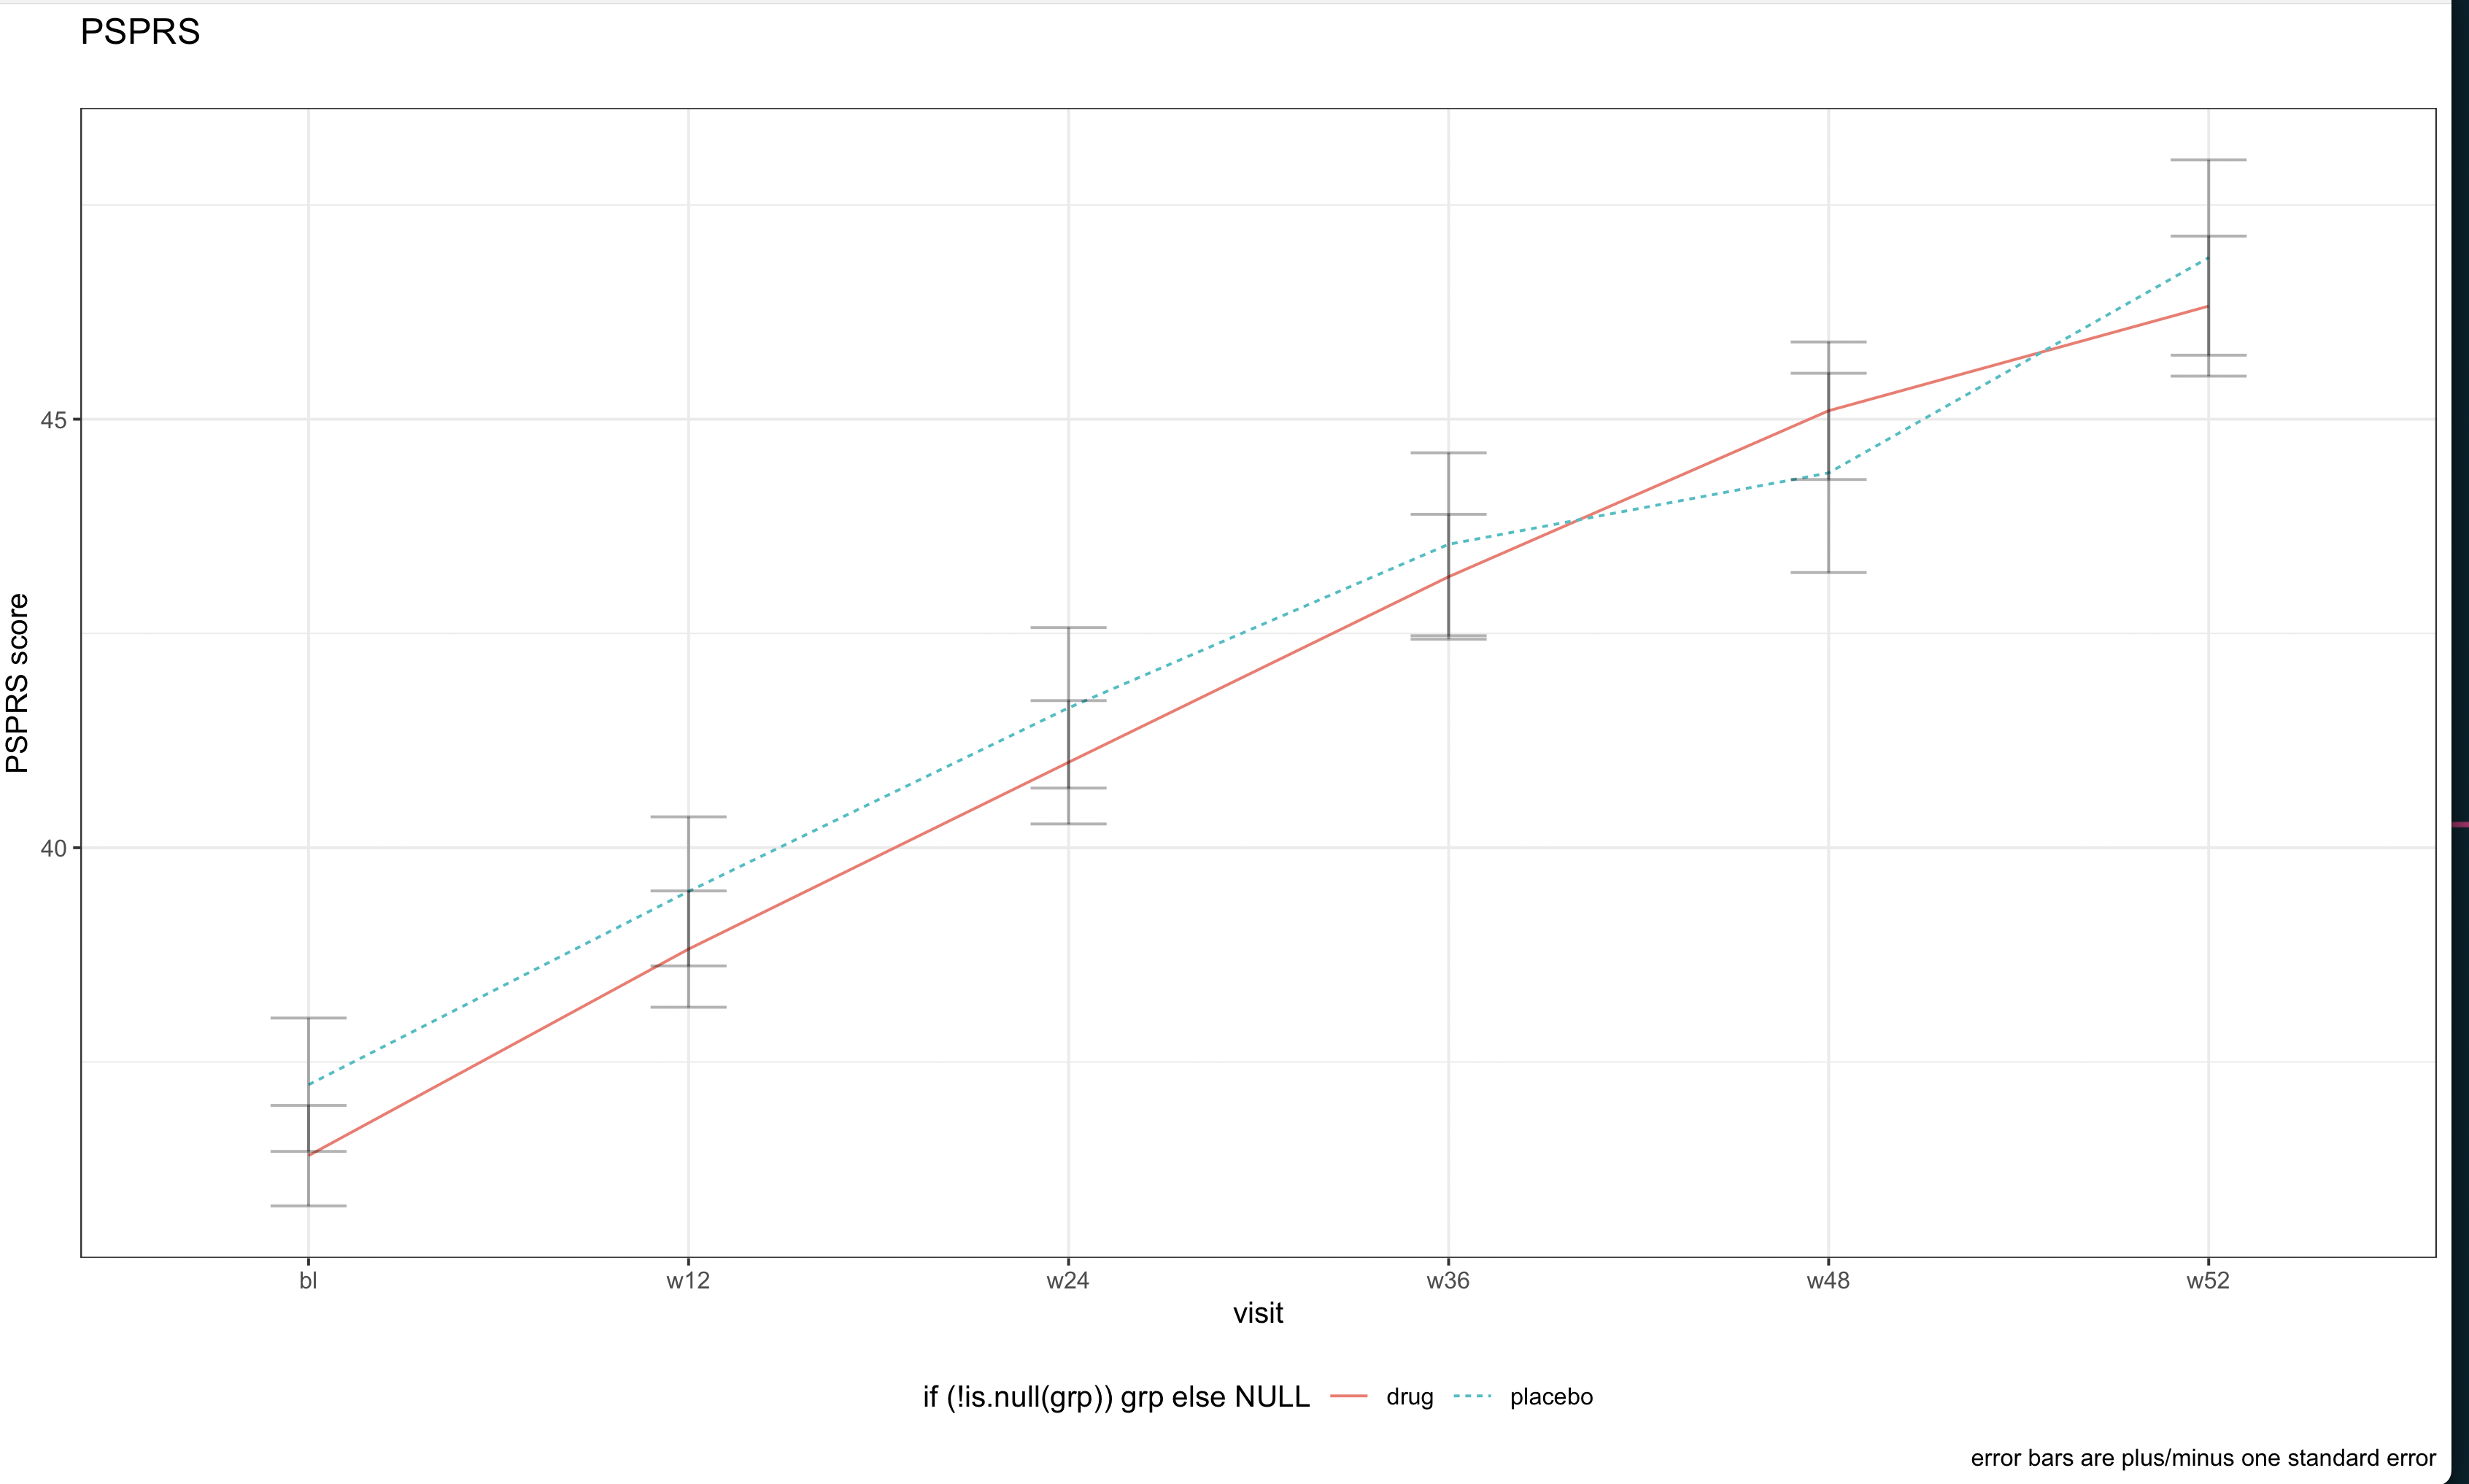 PSPRS
PSPRS score
45
40
bl w12 w24 w36 w48 w52
visit
if (!is.null(grp)) grp else NULL drug placebo
error bars are plus/minus one standard error